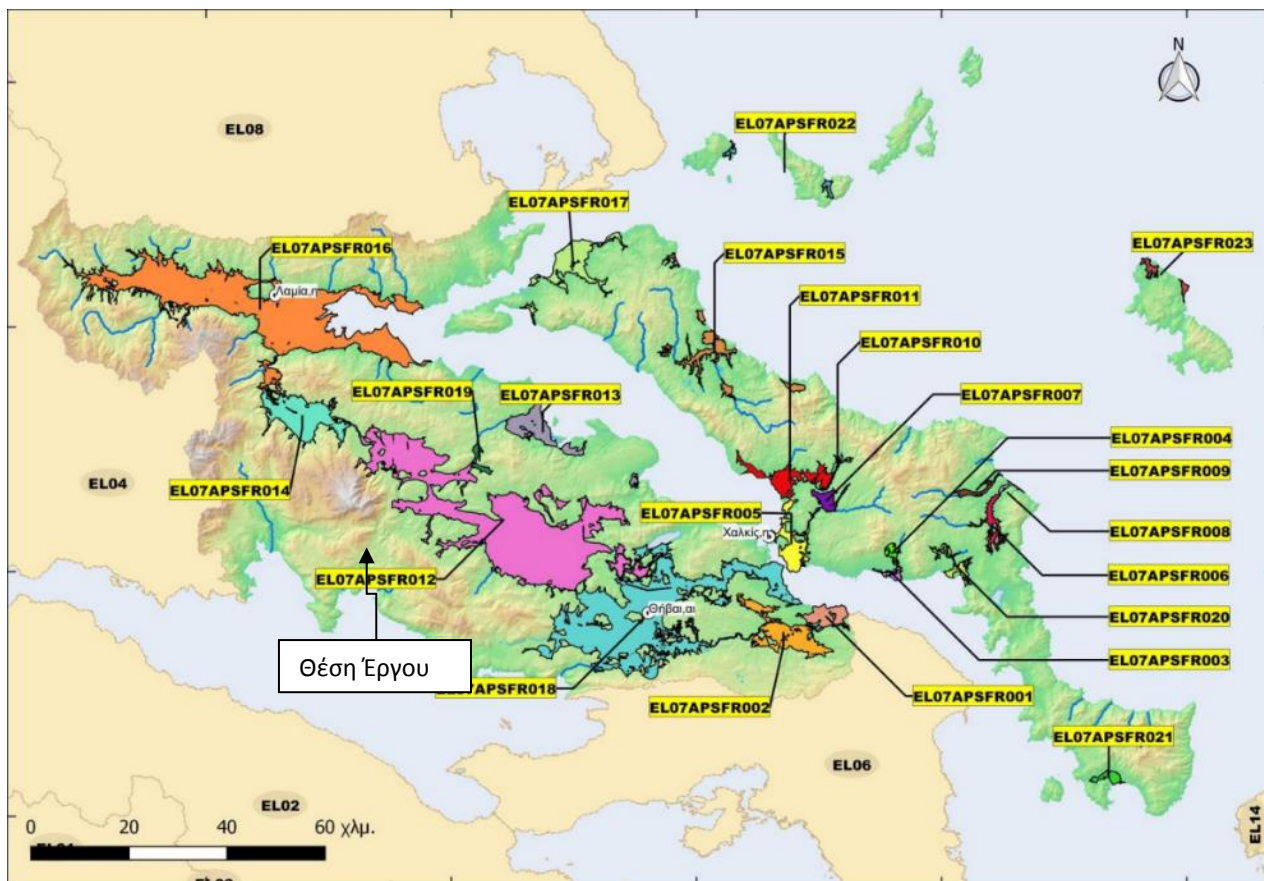 N
EL08
EL07APSFR022
EL07APSFR017
EL07APSFR016
EL07APSFR015
EL07APSFR023
Λαμία,η
EL07APSFR011
EL07APSFR010
EL07APSFR019
EL07APSFR013
EL07APSFR007
EL07APSFR004
EL07APSFR009
EL04
EL07APSFR014
EL07APSFR005
Χαλκίς,η
EL07APSFR008
EL07APSFR012
EL07APSFR006
Θήβαι,αι
EL07APSFR020
Θέση Έργου
EL07APSFR003
EL07APSFR018
EL07APSFR001
EL07APSFR002
EL07APSFR021
EL06
EL02
0 20 40 60 χλμ.
EL14